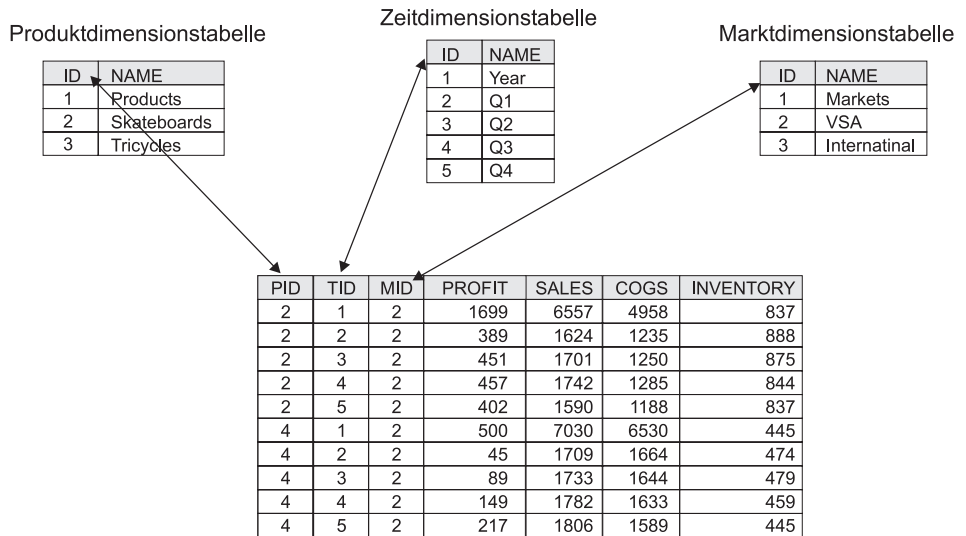 Produktdimensionstabelle
ID NAME
1 Products
2 Skateboards
3 Tricycles
Zeitdimensionstabelle
ID NAME
1 Year
2 Q1
3 Q2
4 Q3
5 Q4
Marktdimensionstabelle
ID NAME
1 Markets
2 VSA
3 Internatinal
PID TID MID PROFIT SALES COGS INVENTORY
2 1 2 1699 6557 4958 837
2 2 2 389 1624 1235 888
2 3 2 451 1701 1250 875
2 4 2 457 1742 1285 844
2 5 2 402 1590 1188 837
4 1 2 500 7030 6530 445
4 2 2 45 1709 1664 474
4 3 2 89 1733 1644 479
4 4 2 149 1782 1633 459
4 5 2 217 1806 1589 445